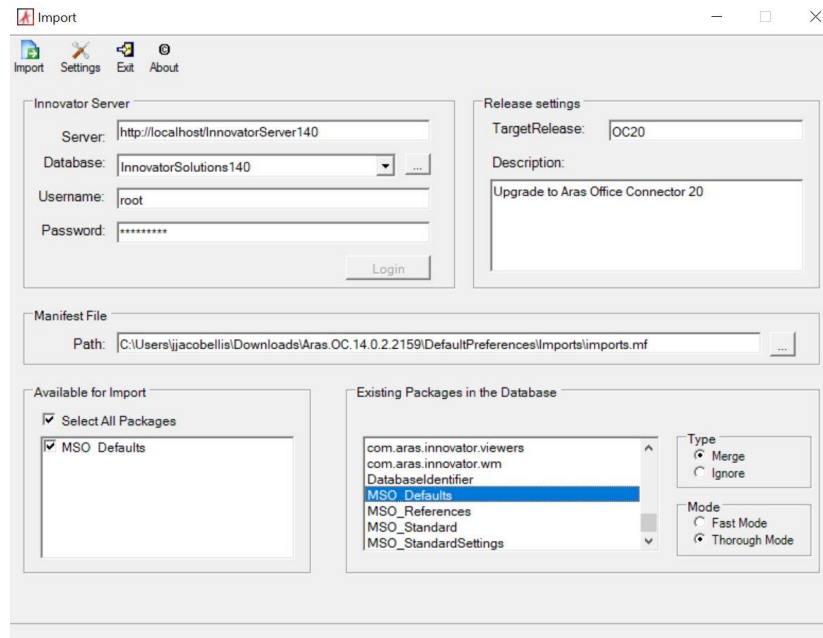 Import
Import Settings Exit About
Innovator Server
Server: http://localhost/InnovatorServer140
Database: InnovatorSolutions140 ...
Username: root
Password: *********
Login
Release settings
TargetRelease: OC20
Description:
Upgrade to Aras Office Connector 20
Manifest File
Path: C:\Users\jjacobellis\Downloads\Aras.OC.14.0.2.2159\DefaultPreferences\Imports\imports.mf ...
Available for Import
Select All Packages
MSO_Defaults
Existing Packages in the Database
com.aras.innovator.viewers
com.aras.innovator.wm
DatabaseIdentifier
MSO_Defaults
MSO_References
MSO_Standard
MSO_StandardSettings
Type
Merge
Ignore
Mode
Fast Mode
Thorough Mode